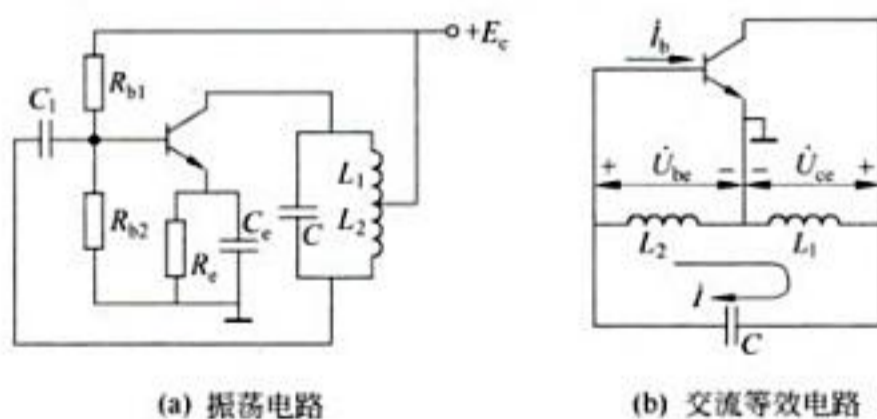 +E_c
R_b1
C_1
L_1
C_e
C
L_2
R_b2
R_e
(a) 振荡电路
İ_b
+ U̇_be − − U̇_ce +
L_2 L_1
İ
C
(b) 交流等效电路